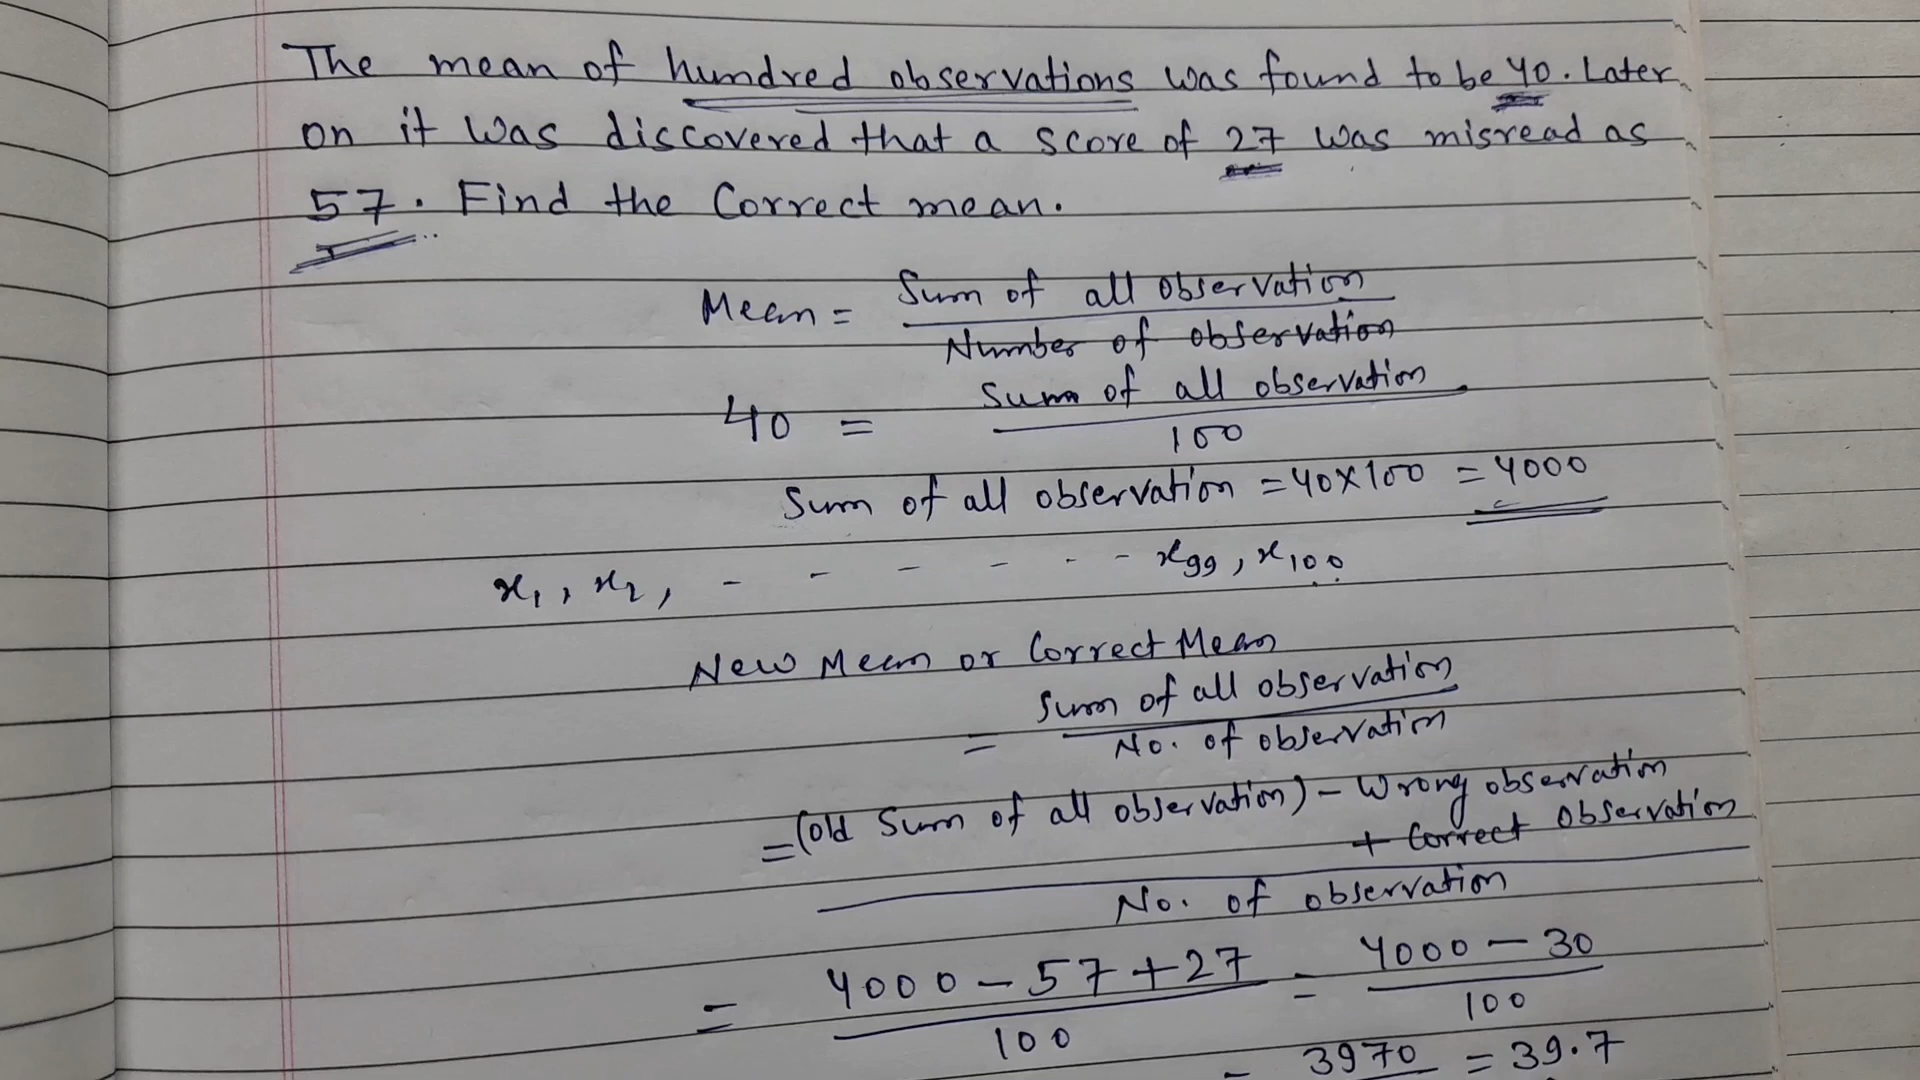 The mean of hundred observations was found to be 40. Later
on it was discovered that a score of 27 was misread as
57. Find the correct mean.
Mean = Sum of all observation
Number of observation
40 = Sum of all observation
100
Sum of all observation = 40×100 = 4000
x1, x2, - - - - - - x99, x100
New Mean or Correct Mean
= Sum of all observation
No. of observation
= (old Sum of all observation) - Wrong observation
+ Correct observation
No. of observation
= 4000 - 57 + 27 = 4000 - 30
100 100
= 3970 = 39.7